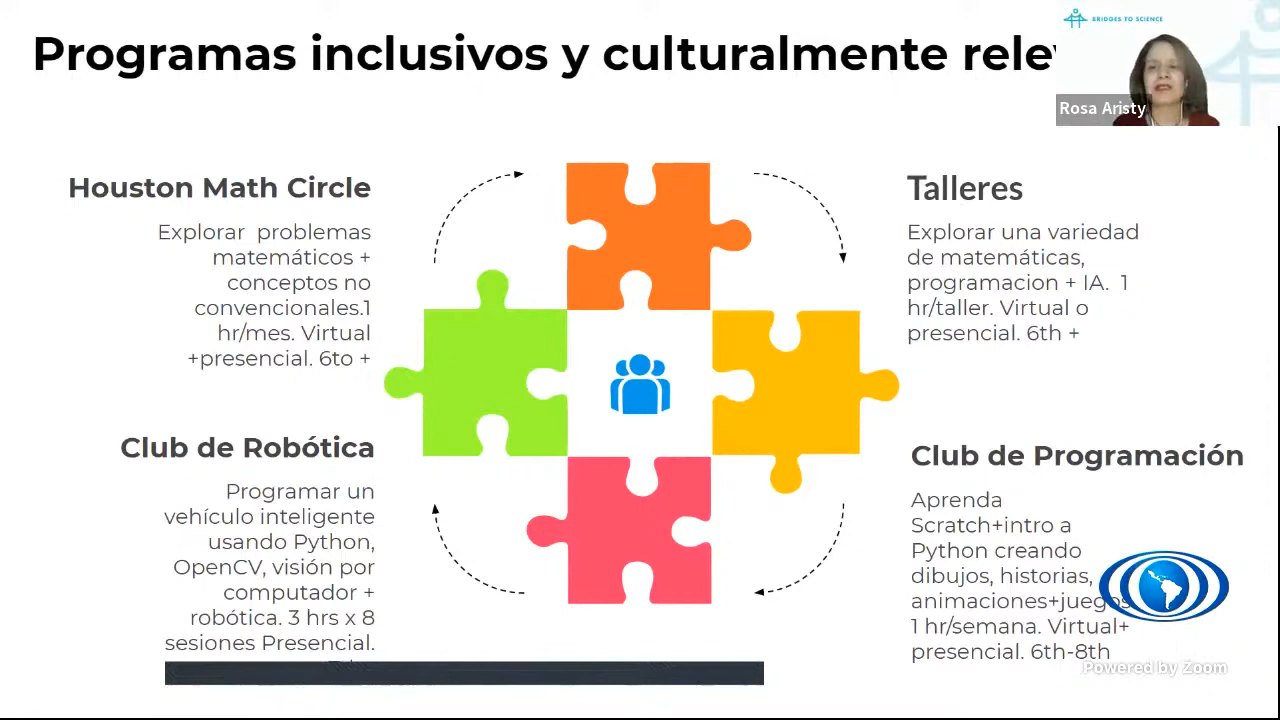 Programas inclusivos y culturalmente
BRIDGES TO SCIENCE
Rosa Aristy
Houston Math Circle
Explorar problemas
matemáticos +
conceptos no
convencionales.1
hr/mes. Virtual
+presencial. 6to +
Talleres
Explorar una variedad
de matemáticas,
programacion + IA. 1
hr/taller. Virtual o
presencial. 6th +
Club de Robótica
Programar un
vehículo inteligente
usando Python,
OpenCV, visión por
computador +
robótica. 3 hrs x 8
sesiones Presencial.
Club de Programación
Aprenda
Scratch+intro a
Python creando
dibujos, historias,
animaciones+juegos
1 hr/semana. Virtual+
presencial. 6th-8th
Powered by Zoom